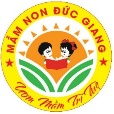 MẦM NON ĐỨC GIANG
Ươm Mầm Trí Tuệ